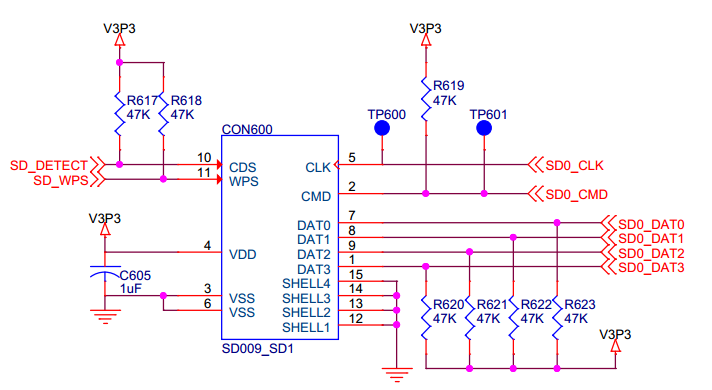 V3P3
V3P3
R617
47K
R618
47K
R619
47K
CON600
TP600
TP601
SD_DETECT
10
CDS
CLK
5
SD0_CLK
SD_WPS
11
WPS
CMD
2
SD0_CMD
V3P3
DAT0
7
SD0_DAT0
DAT1
8
SD0_DAT1
4
VDD
DAT2
9
SD0_DAT2
DAT3
1
SD0_DAT3
C605
1uF
SHELL4
15
3
VSS
SHELL3
14
6
VSS
SHELL2
13
SHELL1
12
R620
47K
R621
47K
R622
47K
R623
47K
V3P3
SD009_SD1